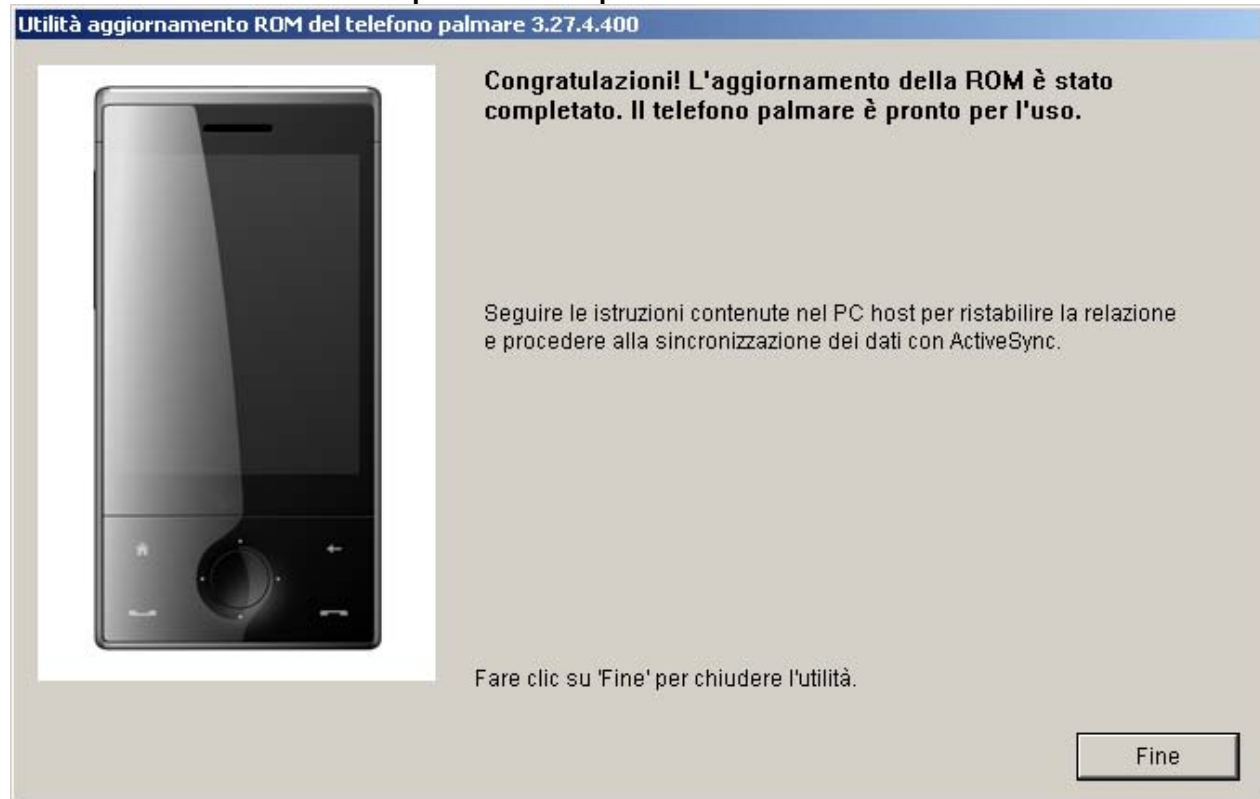 Utilità aggiornamento ROM del telefono palmare 3.27.4.400
Congratulazioni! L'aggiornamento della ROM è stato
completato. Il telefono palmare è pronto per l'uso.
Seguire le istruzioni contenute nel PC host per ristabilire la relazione
e procedere alla sincronizzazione dei dati con ActiveSync.
Fare clic su 'Fine' per chiudere l'utilità.
Fine